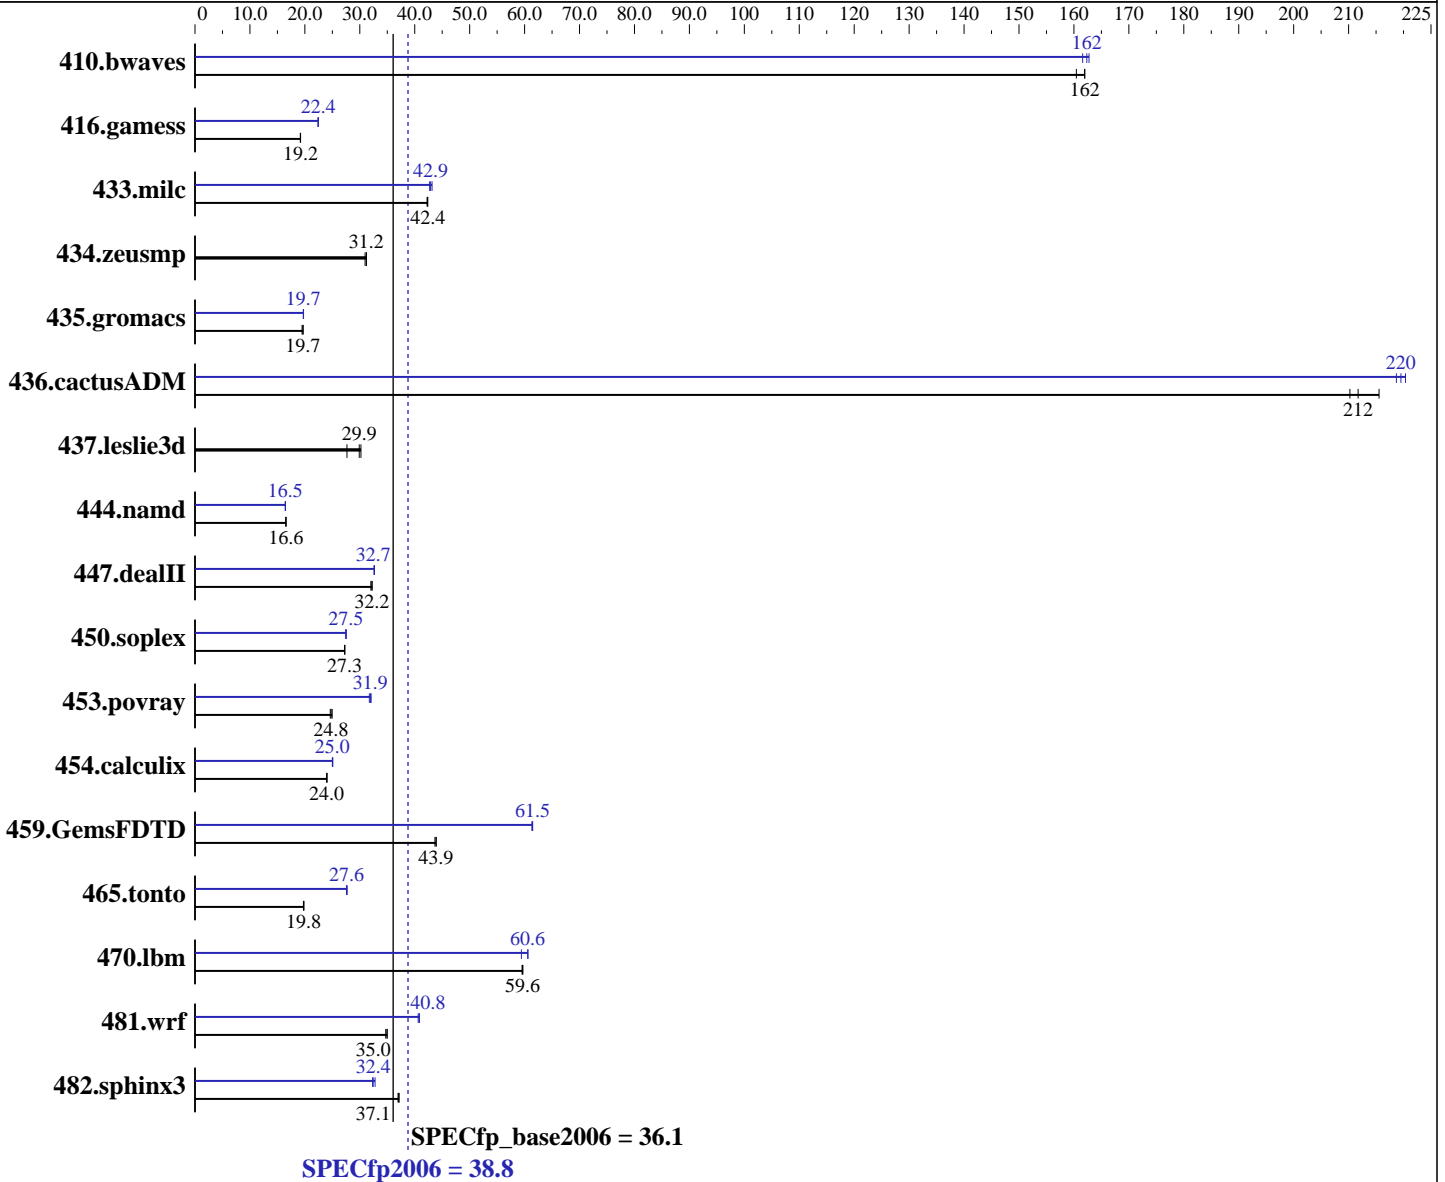 0 10.0 20.0 30.0 40.0 50.0 60.0 70.0 80.0 90.0 100 110 120 130 140 150 160 170 180 190 200 210 225
162
410.bwaves
162
22.4
416.gamess
19.2
42.9
433.milc
42.4
31.2
434.zeusmp
19.7
435.gromacs
19.7
220
436.cactusADM
212
29.9
437.leslie3d
16.5
444.namd
16.6
32.7
447.dealII
32.2
27.5
450.soplex
27.3
31.9
453.povray
24.8
25.0
454.calculix
24.0
61.5
459.GemsFDTD
43.9
27.6
465.tonto
19.8
60.6
470.lbm
59.6
40.8
481.wrf
35.0
32.4
482.sphinx3
37.1
SPECfp_base2006 = 36.1
SPECfp2006 = 38.8